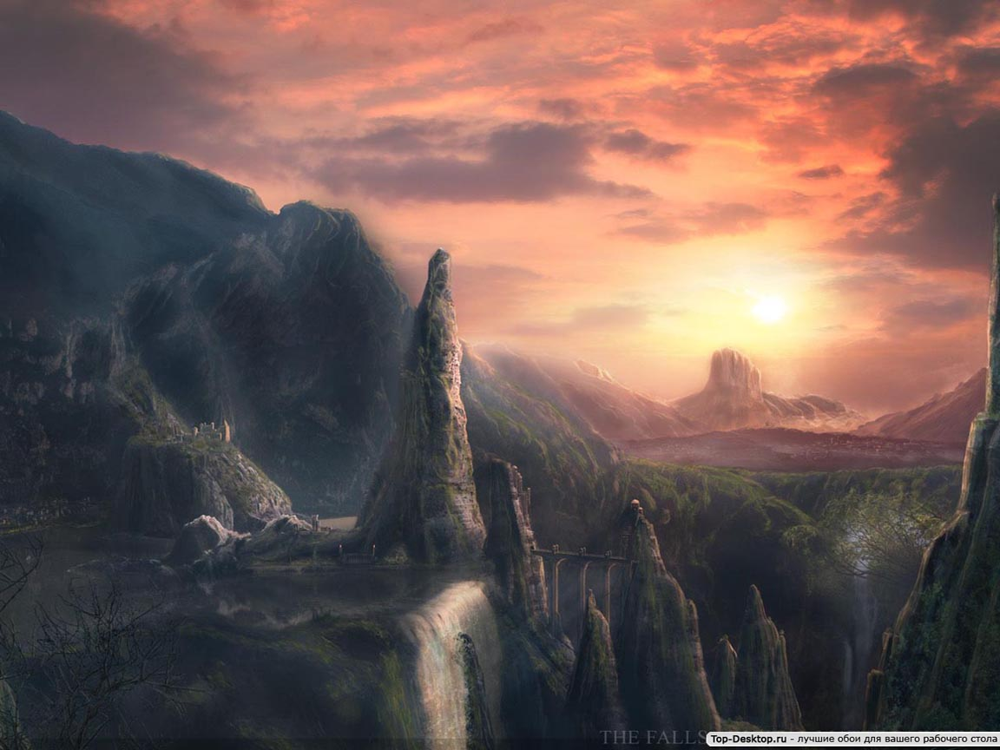 THE FALLS
Top-Desktop.ru - лучшие обои для вашего рабочего стола